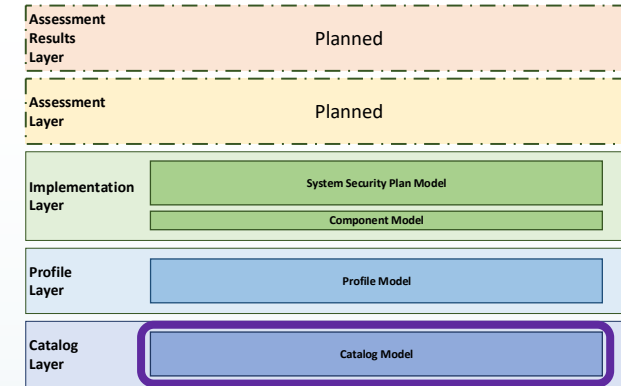 Assessment
Results
Layer
Planned
Assessment
Layer
Planned
Implementation
Layer
System Security Plan Model
Component Model
Profile
Layer
Profile Model
Catalog
Layer
Catalog Model